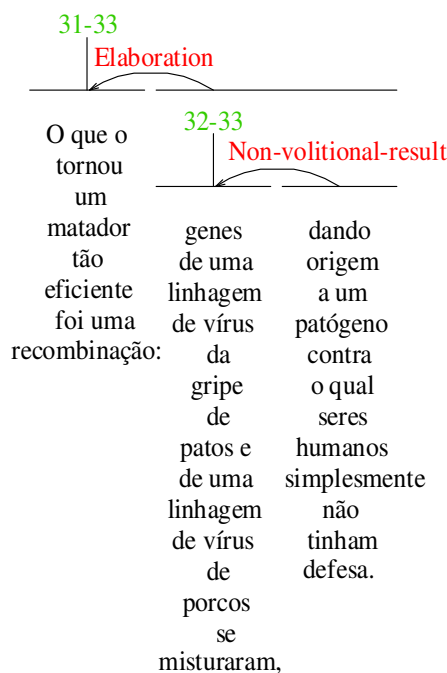 31-33
Elaboration
O que o
tornou
um
matador
tão
eficiente
foi uma
recombinação:
32-33
Non-volitional-result
genes
de uma
linhagem
de vírus
da
gripe
de
patos e
de uma
linhagem
de vírus
de
porcos
se
misturaram,
dando
origem
a um
patógeno
contra
o qual
seres
humanos
simplesmente
não
tinham
defesa.